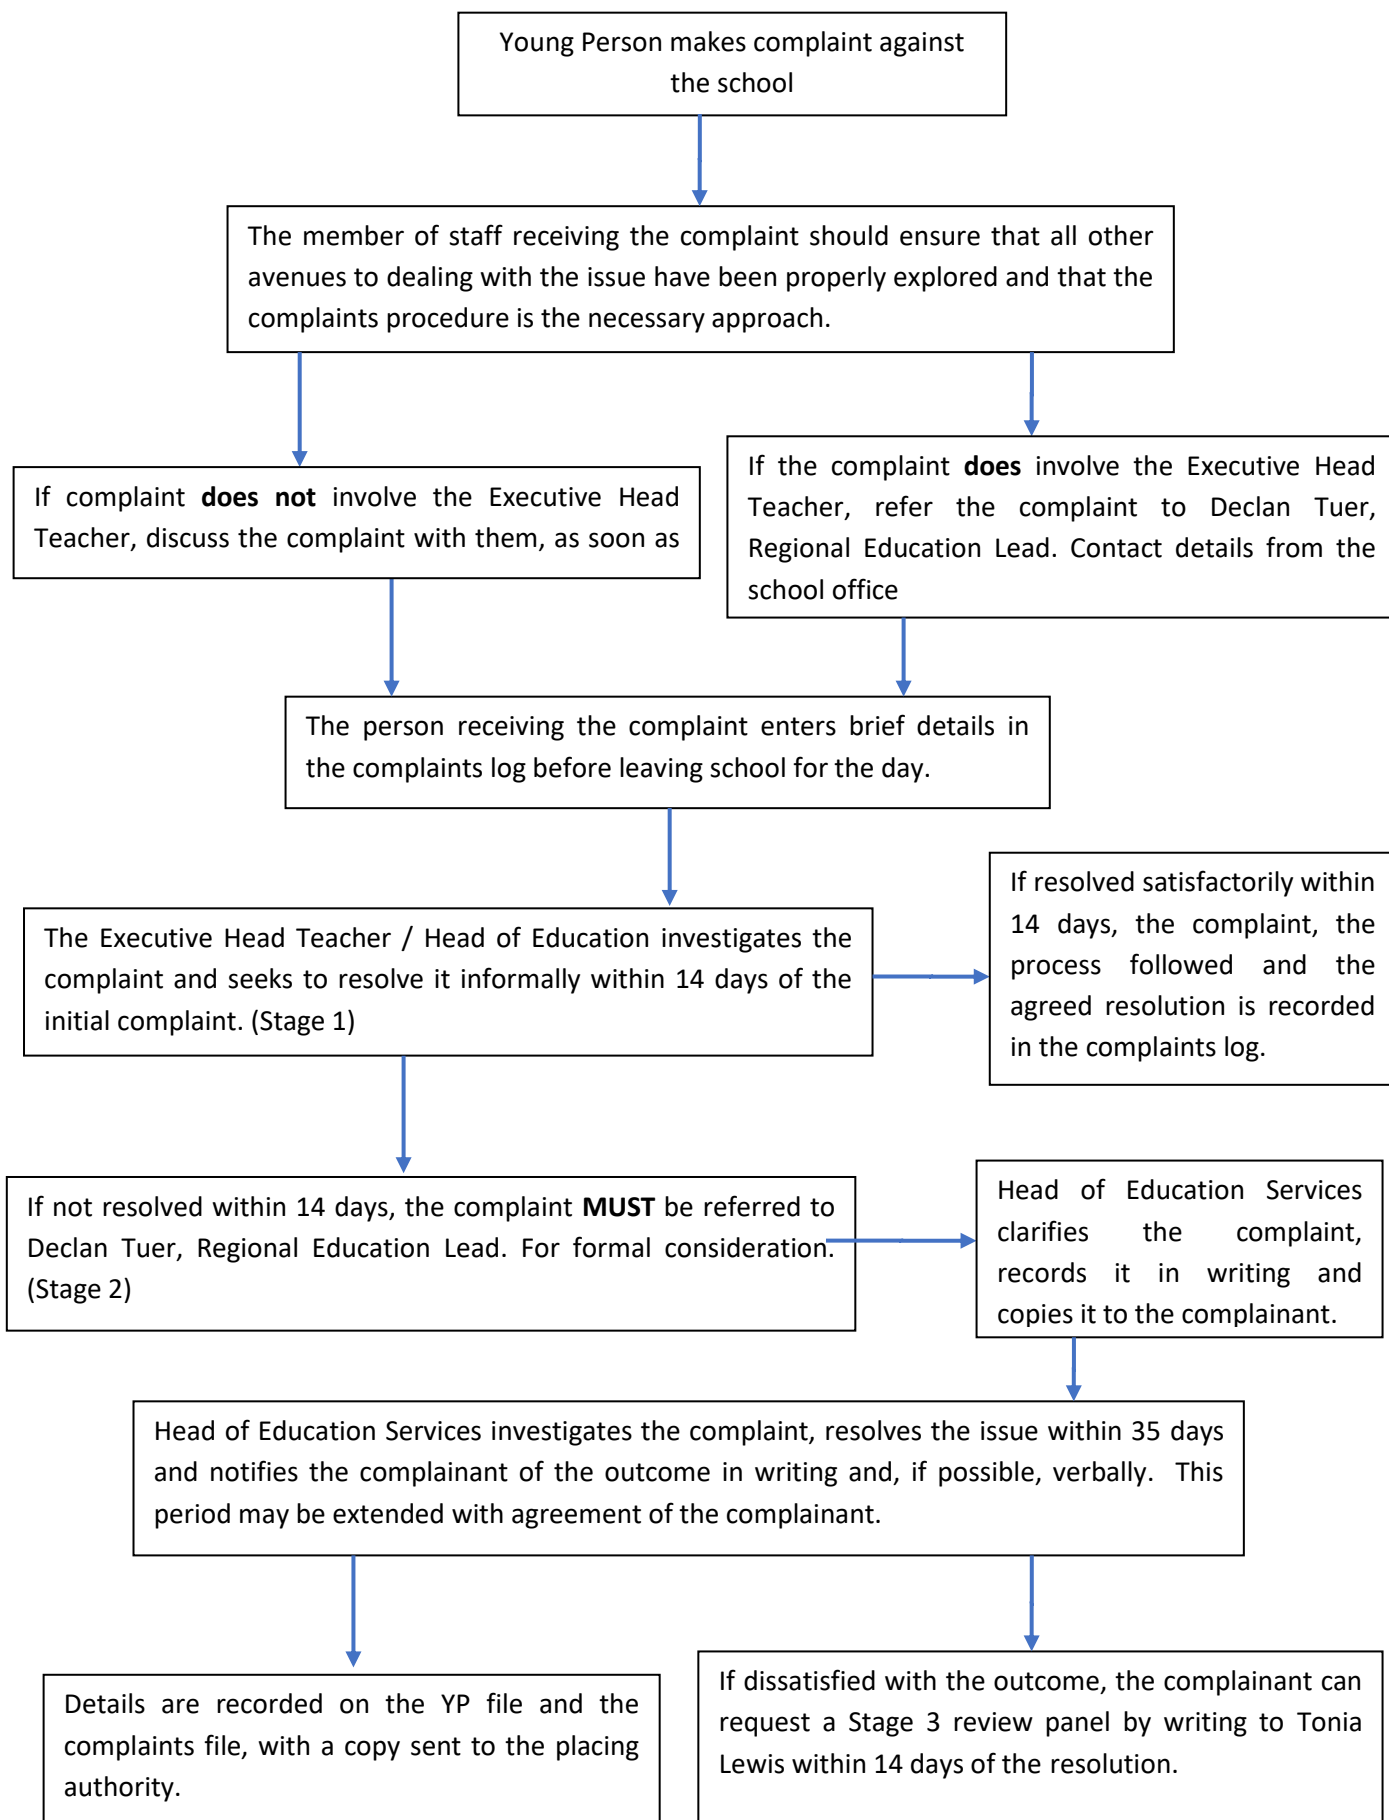 Young Person makes complaint against
the school
The member of staff receiving the complaint should ensure that all other
avenues to dealing with the issue have been properly explored and that the
complaints procedure is the necessary approach.
If complaint does not involve the Executive Head
Teacher, discuss the complaint with them, as soon as
If the complaint does involve the Executive Head
Teacher, refer the complaint to Declan Tuer,
Regional Education Lead. Contact details from the
school office
The person receiving the complaint enters brief details in
the complaints log before leaving school for the day.
The Executive Head Teacher / Head of Education investigates the
complaint and seeks to resolve it informally within 14 days of the
initial complaint. (Stage 1)
If resolved satisfactorily within
14 days, the complaint, the
process followed and the
agreed resolution is recorded
in the complaints log.
If not resolved within 14 days, the complaint MUST be referred to
Declan Tuer, Regional Education Lead. For formal consideration.
(Stage 2)
Head of Education Services
clarifies the complaint,
records it in writing and
copies it to the complainant.
Head of Education Services investigates the complaint, resolves the issue within 35 days
and notifies the complainant of the outcome in writing and, if possible, verbally. This
period may be extended with agreement of the complainant.
Details are recorded on the YP file and the
complaints file, with a copy sent to the placing
authority.
If dissatisfied with the outcome, the complainant can
request a Stage 3 review panel by writing to Tonia
Lewis within 14 days of the resolution.